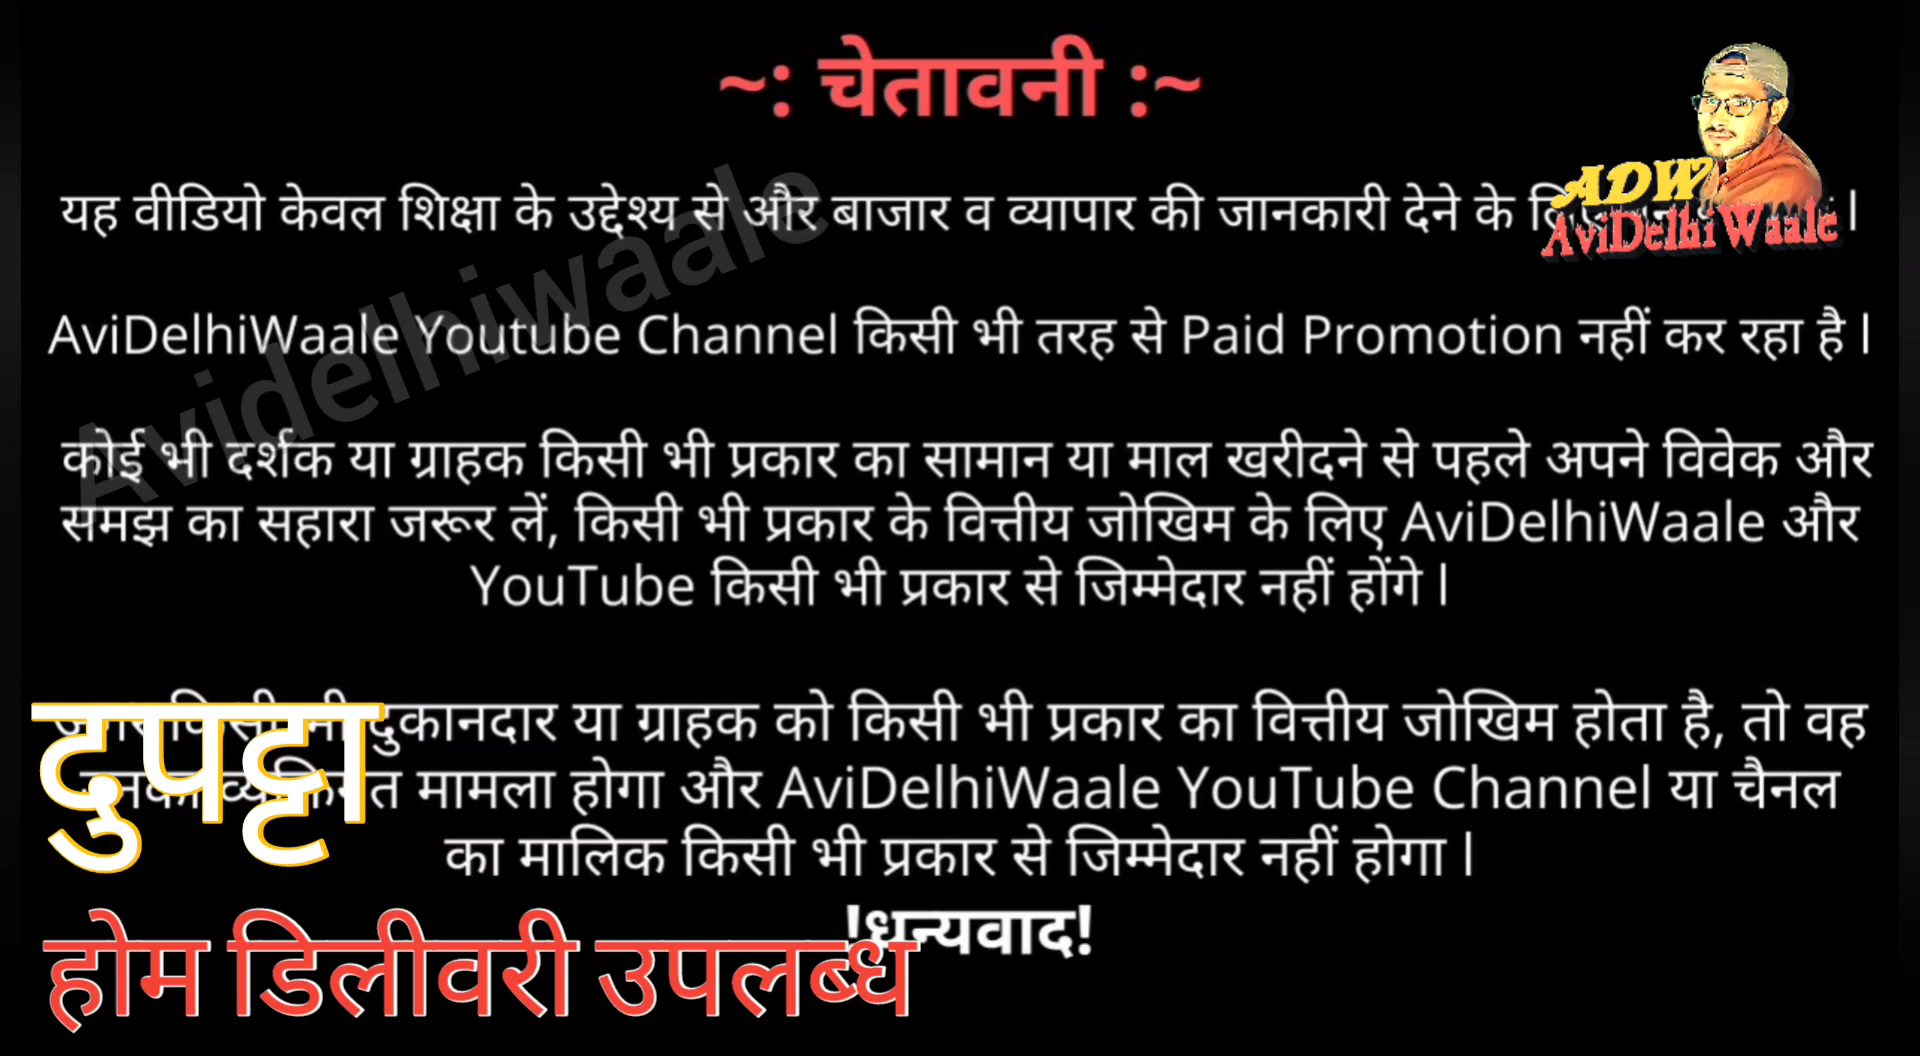 ~: चेतावनी :~
यह वीडियो केवल शिक्षा के उद्देश्य से और बाजार व व्यापार की जानकारी देने के
ADW
AviDelhiWaale
AviDelhiWaale Youtube Channel किसी भी तरह से Paid Promotion नहीं कर रहा है l
Avidelhiwaale
कोई भी दर्शक या ग्राहक किसी भी प्रकार का सामान या माल खरीदने से पहले अपने विवेक और
समझ का सहारा जरूर लें, किसी भी प्रकार के वित्तीय जोखिम के लिए AviDelhiWaale और
YouTube किसी भी प्रकार से जिम्मेदार नहीं होंगे l
दुकानदार या ग्राहक को किसी भी प्रकार का वित्तीय जोखिम होता है, तो वह
मामला होगा और AviDelhiWaale YouTube Channel या चैनल
का मालिक किसी भी प्रकार से जिम्मेदार नहीं होगा l
!धन्यवाद!
दुपट्टा
होम डिलीवरी उपलब्ध